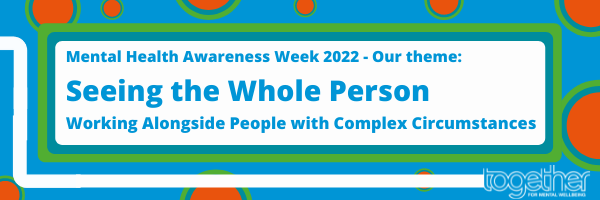 Mental Health Awareness Week 2022 - Our theme:
Seeing the Whole Person
Working Alongside People with Complex Circumstances
together
FOR MENTAL WELLBEING